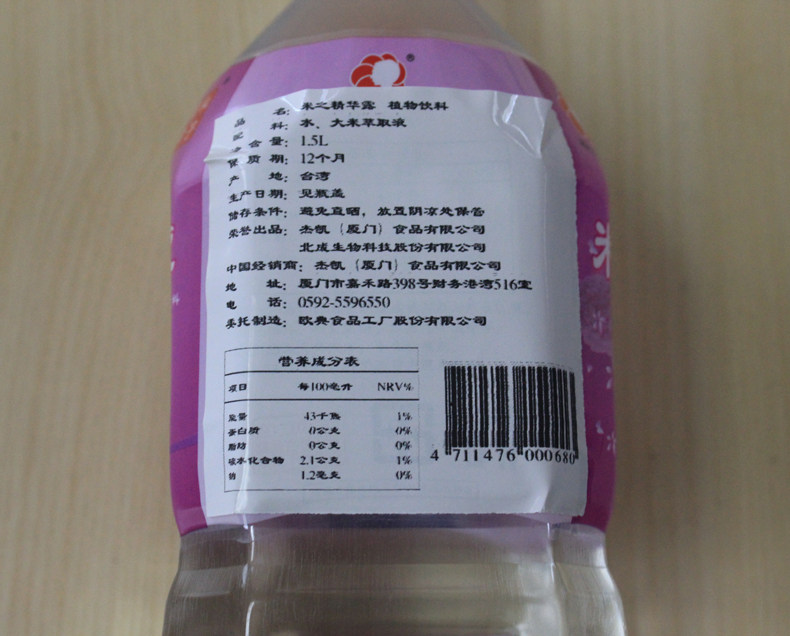 ®
品名：米之精华露 植物饮料
配料：水、大米萃取液
净含量：1.5L
保质期：12个月
产地：台湾
生产日期：见瓶盖
储存条件：避免直晒，放置阴凉处保管
荣誉出品：杰凯（厦门）食品有限公司
北成生物科技股份有限公司
中国经销商：杰凯（厦门）食品有限公司
地址：厦门市嘉禾路398号财务港湾516室
电话：0592-5596550
委托制造：欧典食品工厂股份有限公司
营养成分表
项目 每100毫升 NRV%
能量 43千焦 1%
蛋白质 0公克 0%
脂肪 0公克 0%
碳水化合物 2.1公克 1%
钠 1.2毫克 0%
4 711476 000680
米